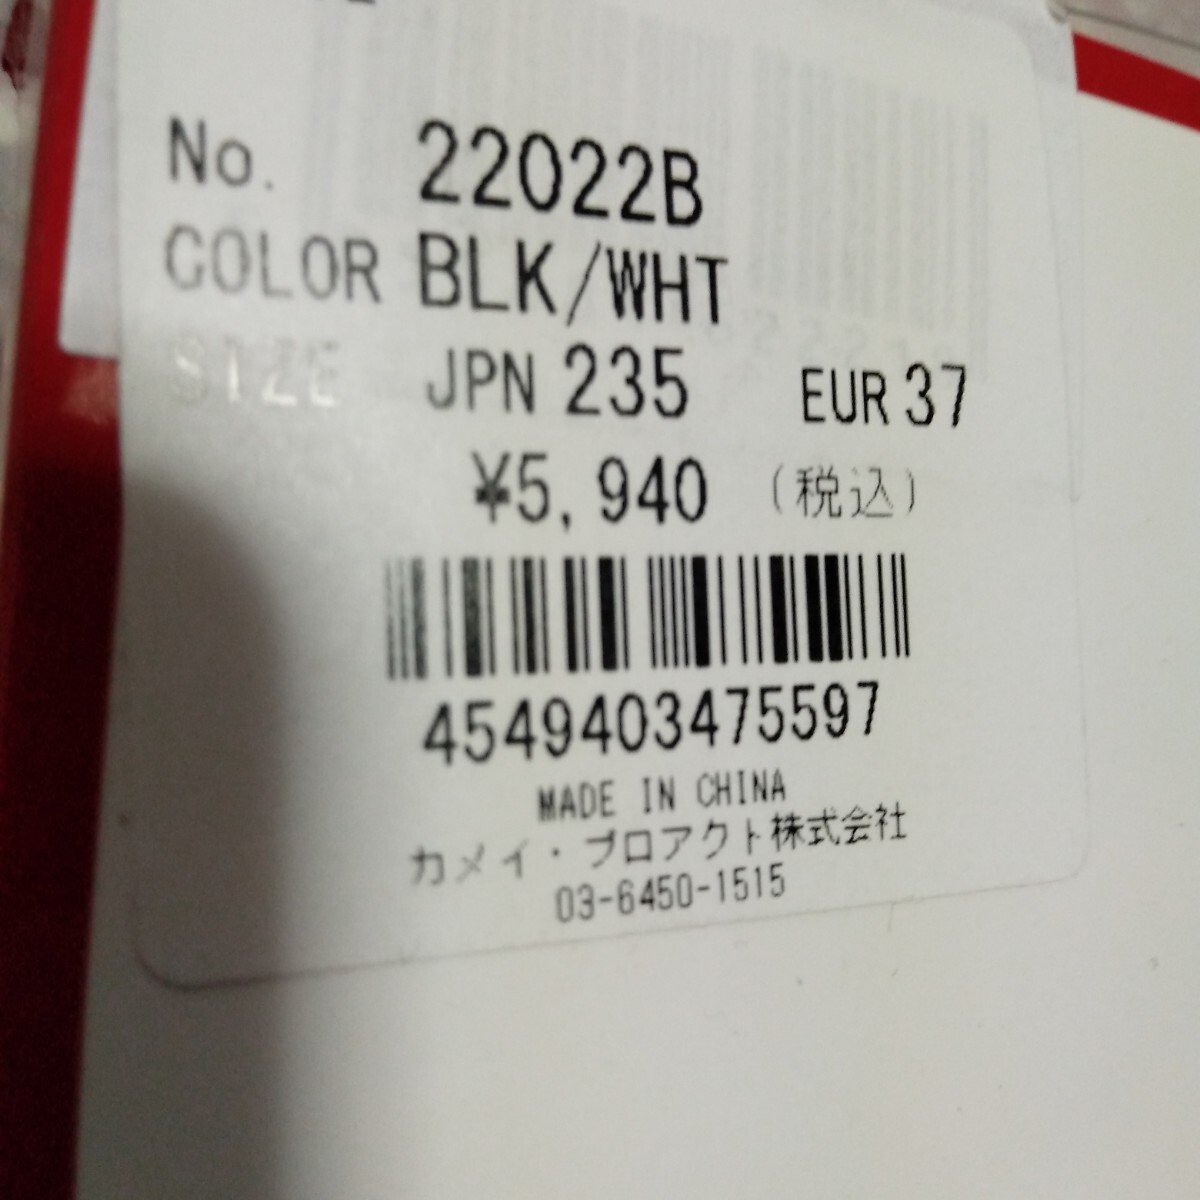 No. 22022B
COLOR BLK/WHT
SIZE JPN 235 EUR 37
¥5,940 (税込)
4549403475597
MADE IN CHINA
カメイ・プロアクト株式会社
03-6450-1515